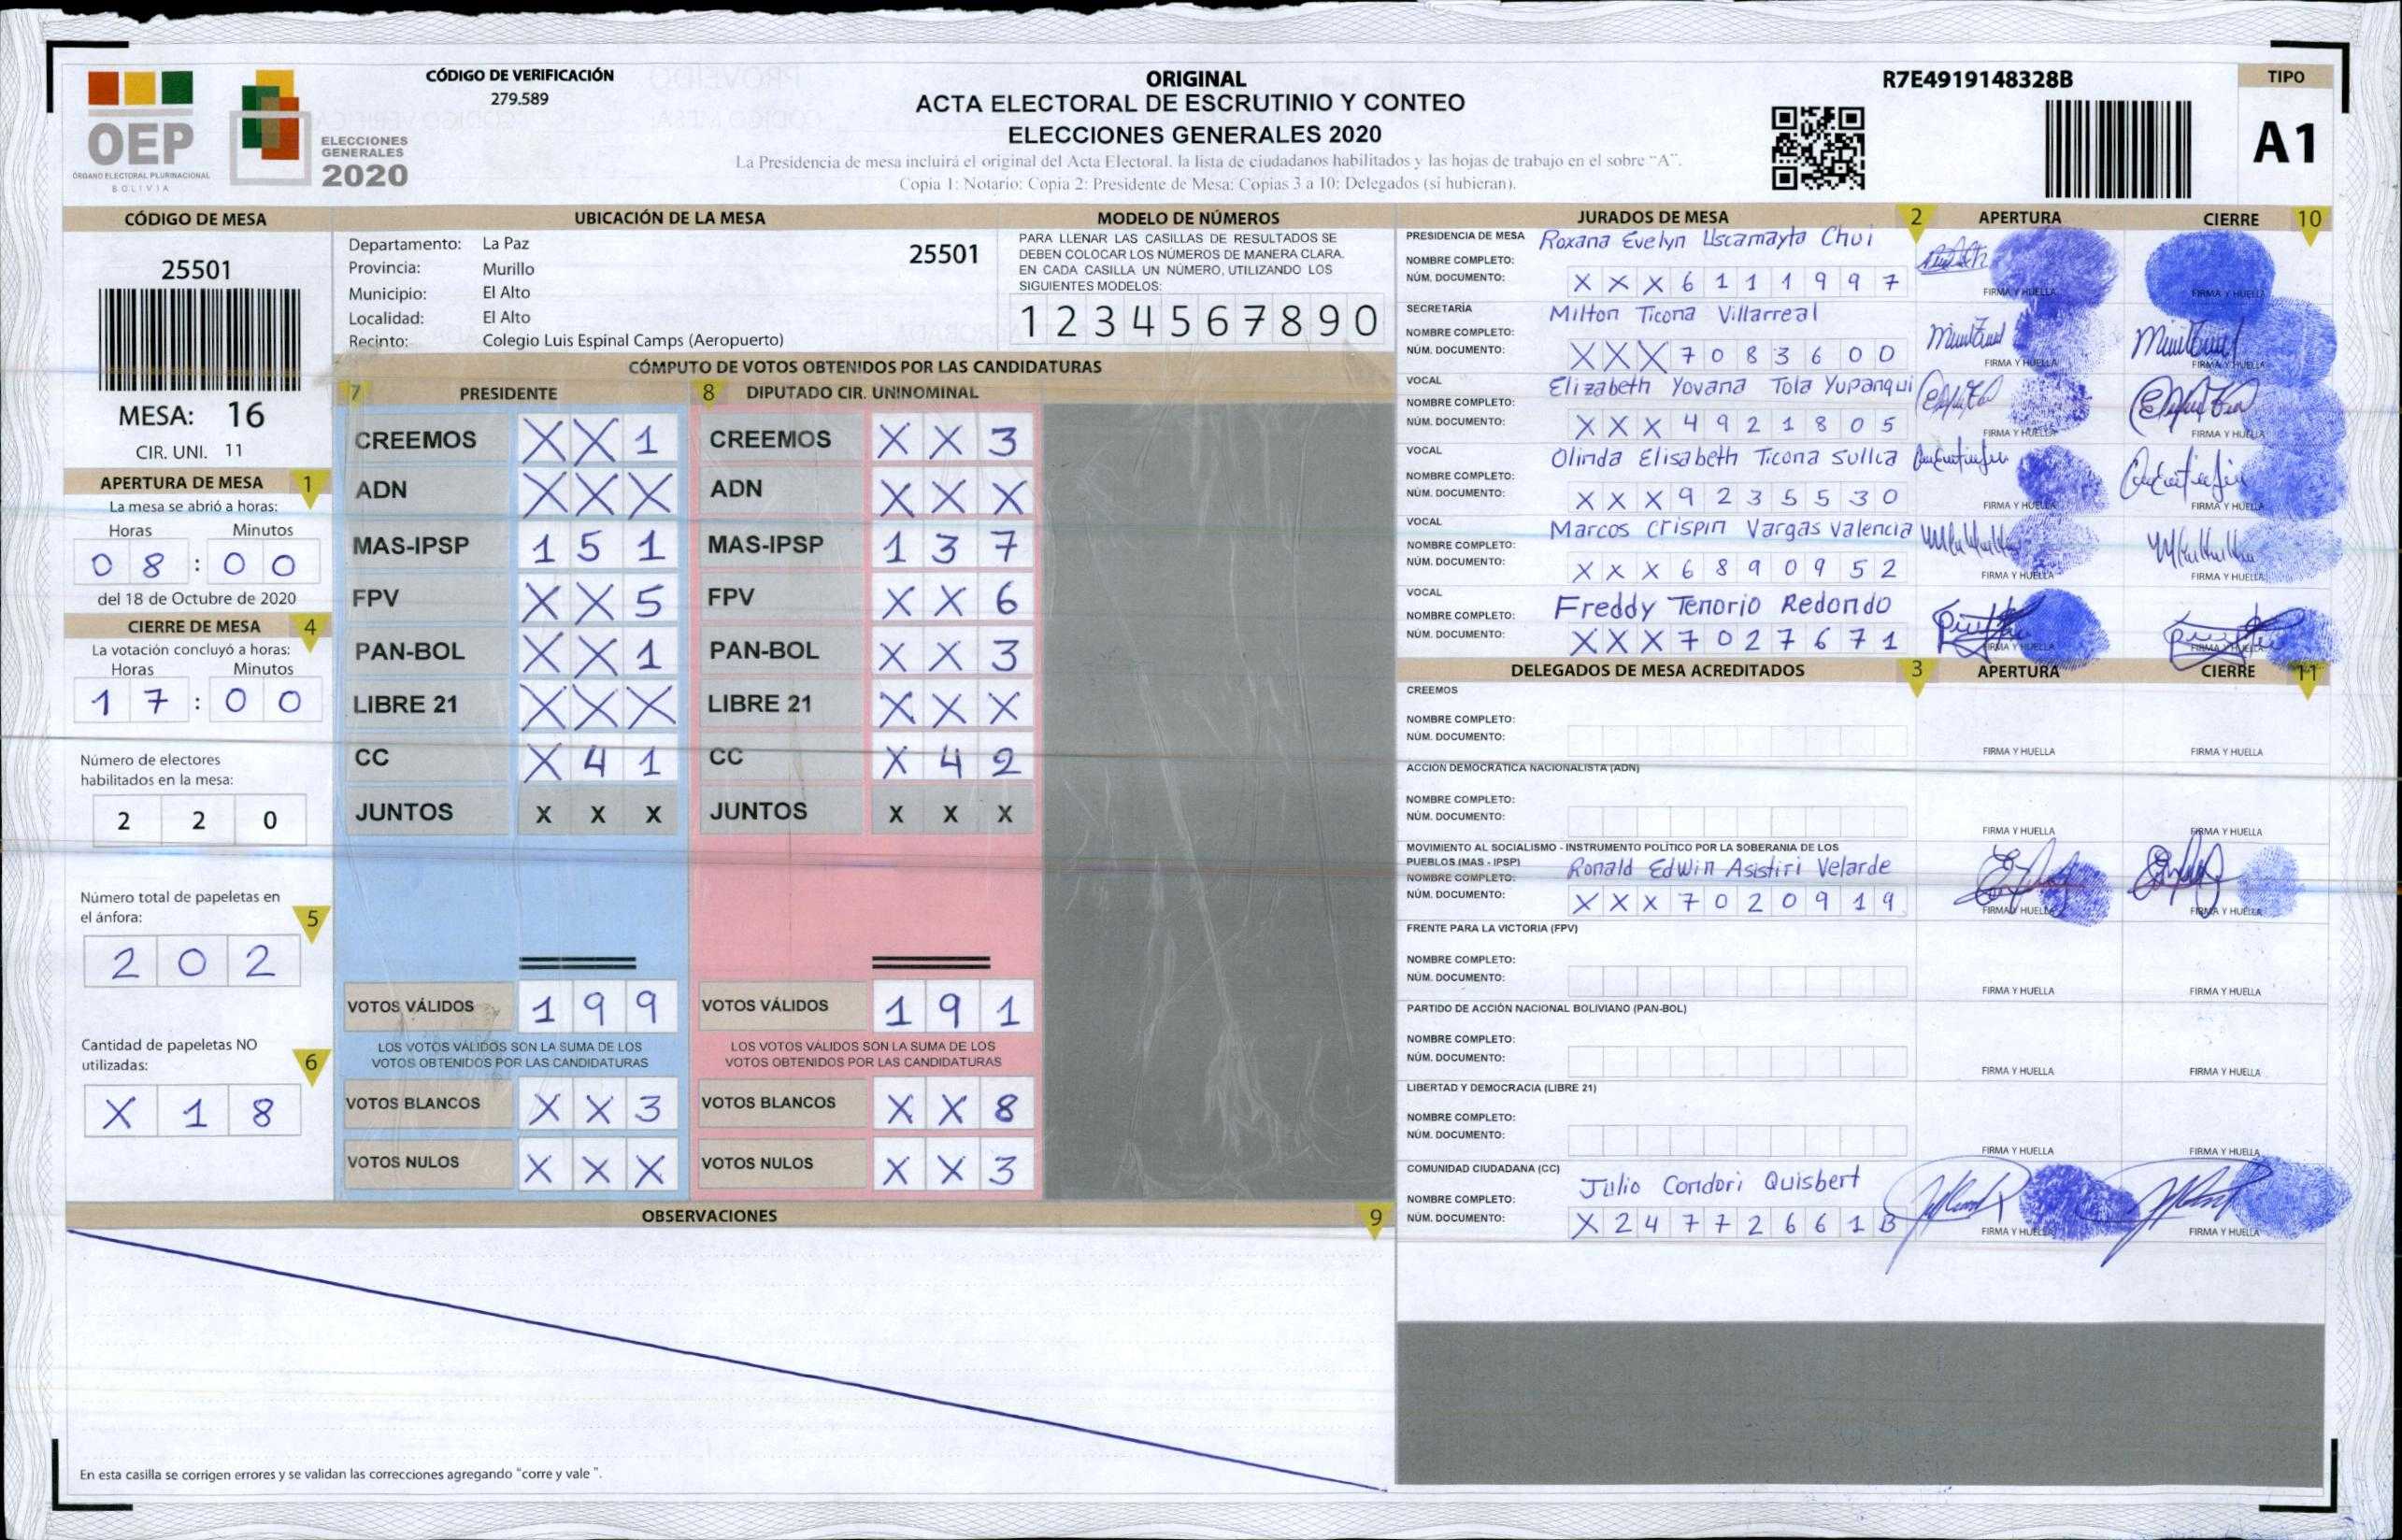 OEP
ÓRGANO ELECTORAL PLURINACIONAL
BOLIVIA
ELECCIONES
GENERALES
2020
CÓDIGO DE VERIFICACIÓN
279.589
ORIGINAL
ACTA ELECTORAL DE ESCRUTINIO Y CONTEO
ELECCIONES GENERALES 2020
La Presidencia de mesa incluirá el original del Acta Electoral, la lista de ciudadanos habilitados y las hojas de trabajo en el sobre "A".
Copia 1: Notario; Copia 2: Presidente de Mesa; Copias 3 a 10: Delegados (si hubieran).
R7E4919148328B
TIPO
A1
CÓDIGO DE MESA
25501
MESA: 16
CIR. UNI. 11
APERTURA DE MESA 1
La mesa se abrió a horas:
Horas Minutos
0 8 : 0 0
del 18 de Octubre de 2020
CIERRE DE MESA 4
La votación concluyó a horas:
Horas Minutos
1 7 : 0 0
Número de electores
habilitados en la mesa:
2 2 0
Número total de papeletas en
el ánfora: 5
2 0 2
Cantidad de papeletas NO
utilizadas: 6
X 1 8
UBICACIÓN DE LA MESA
Departamento: La Paz 25501
Provincia: Murillo
Municipio: El Alto
Localidad: El Alto
Recinto: Colegio Luis Espinal Camps (Aeropuerto)
MODELO DE NÚMEROS
PARA LLENAR LAS CASILLAS DE RESULTADOS SE
DEBEN COLOCAR LOS NÚMEROS DE MANERA CLARA.
EN CADA CASILLA UN NÚMERO, UTILIZANDO LOS
SIGUIENTES MODELOS:
1 2 3 4 5 6 7 8 9 0
CÓMPUTO DE VOTOS OBTENIDOS POR LAS CANDIDATURAS
7 PRESIDENTE 8 DIPUTADO CIR. UNINOMINAL
CREEMOS X X 1 CREEMOS X X 3
ADN X X X ADN X X X
MAS-IPSP 1 5 1 MAS-IPSP 1 3 7
FPV X X 5 FPV X X 6
PAN-BOL X X 1 PAN-BOL X X 3
LIBRE 21 X X X LIBRE 21 X X X
CC X 4 1 CC X 4 2
JUNTOS X X X JUNTOS X X X
VOTOS VÁLIDOS 1 9 9 VOTOS VÁLIDOS 1 9 1
LOS VOTOS VÁLIDOS SON LA SUMA DE LOS LOS VOTOS VÁLIDOS SON LA SUMA DE LOS
VOTOS OBTENIDOS POR LAS CANDIDATURAS VOTOS OBTENIDOS POR LAS CANDIDATURAS
VOTOS BLANCOS X X 3 VOTOS BLANCOS X X 8
VOTOS NULOS X X X VOTOS NULOS X X 3
OBSERVACIONES 9
En esta casilla se corrigen errores y se validan las correcciones agregando "corre y vale ".
JURADOS DE MESA 2 APERTURA CIERRE 10
PRESIDENCIA DE MESA Roxana Evelyn Uscamayta Chui
NOMBRE COMPLETO:
NÚM. DOCUMENTO: X X X 6 1 1 1 9 9 7 FIRMA Y HUELLA FIRMA Y HUELLA
SECRETARÍA Milton Ticona Villarreal
NOMBRE COMPLETO:
NÚM. DOCUMENTO: X X X 7 0 8 3 6 0 0 FIRMA Y HUELLA FIRMA Y HUELLA
VOCAL Elizabeth Yovana Tola Yupanqui
NOMBRE COMPLETO:
NÚM. DOCUMENTO: X X X 4 9 2 1 8 0 5 FIRMA Y HUELLA FIRMA Y HUELLA
VOCAL Olinda Elisabeth Ticona Sullca
NOMBRE COMPLETO:
NÚM. DOCUMENTO: X X X 9 2 3 5 5 3 0 FIRMA Y HUELLA FIRMA Y HUELLA
VOCAL Marcos Crispin Vargas Valencia
NOMBRE COMPLETO:
NÚM. DOCUMENTO: X X X 6 8 9 0 9 5 2 FIRMA Y HUELLA FIRMA Y HUELLA
VOCAL Freddy Tenorio Redondo
NOMBRE COMPLETO:
NÚM. DOCUMENTO: X X X 7 0 2 7 6 7 1 FIRMA Y HUELLA FIRMA Y HUELLA
DELEGADOS DE MESA ACREDITADOS 3 APERTURA CIERRE 11
CREEMOS
NOMBRE COMPLETO:
NÚM. DOCUMENTO: FIRMA Y HUELLA FIRMA Y HUELLA
ACCION DEMOCRÁTICA NACIONALISTA (ADN)
NOMBRE COMPLETO:
NÚM. DOCUMENTO: FIRMA Y HUELLA FIRMA Y HUELLA
MOVIMIENTO AL SOCIALISMO - INSTRUMENTO POLÍTICO POR LA SOBERANIA DE LOS
PUEBLOS (MAS - IPSP) Ronald Edwin Asistiri Velarde
NOMBRE COMPLETO:
NÚM. DOCUMENTO: X X X 7 0 2 0 9 1 9 FIRMA Y HUELLA FIRMA Y HUELLA
FRENTE PARA LA VICTORIA (FPV)
NOMBRE COMPLETO:
NÚM. DOCUMENTO: FIRMA Y HUELLA FIRMA Y HUELLA
PARTIDO DE ACCIÓN NACIONAL BOLIVIANO (PAN-BOL)
NOMBRE COMPLETO:
NÚM. DOCUMENTO: FIRMA Y HUELLA FIRMA Y HUELLA
LIBERTAD Y DEMOCRACIA (LIBRE 21)
NOMBRE COMPLETO:
NÚM. DOCUMENTO: FIRMA Y HUELLA FIRMA Y HUELLA
COMUNIDAD CIUDADANA (CC) Julio Condori Quisbert
NOMBRE COMPLETO:
NÚM. DOCUMENTO: X 2 4 7 7 2 6 6 1 B FIRMA Y HUELLA FIRMA Y HUELLA